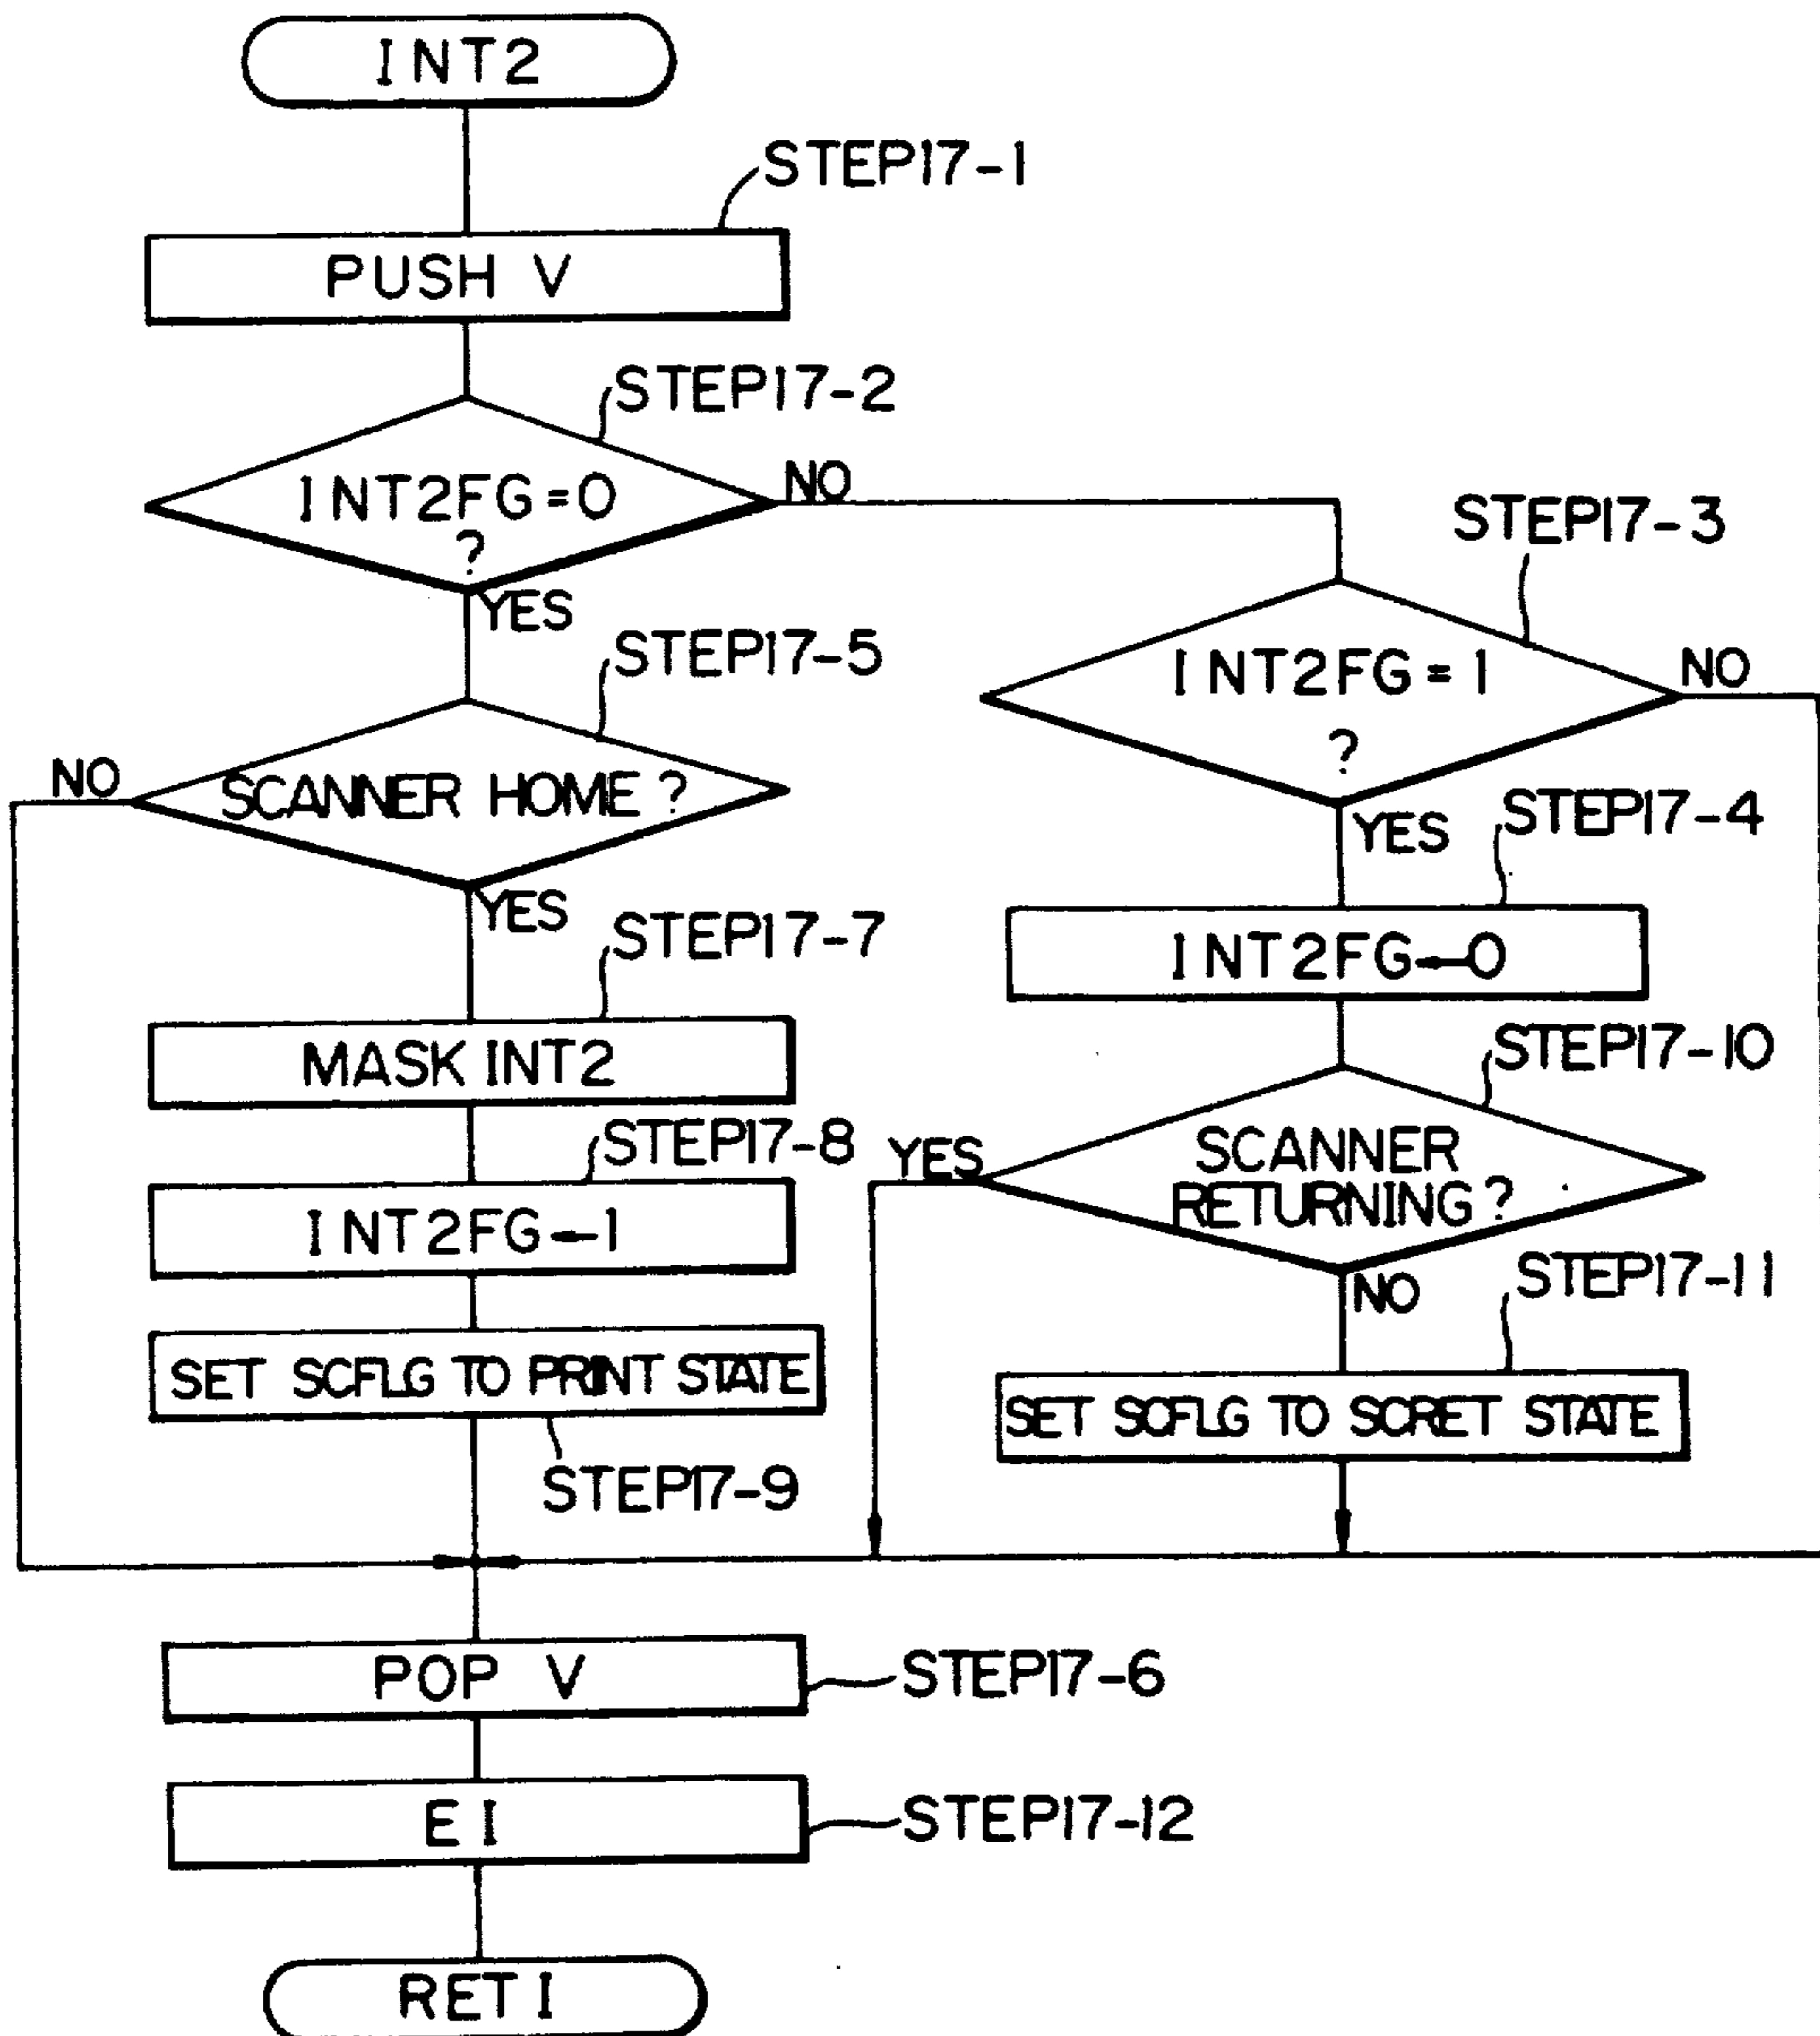 INT2
STEP17-1
PUSH V
STEP17-2
INT2FG=0
?
NO
YES
STEP17-3
INT2FG=1
?
NO
YES
STEP17-5
SCANNER HOME?
NO
YES
STEP17-4
INT2FG←0
STEP17-7
MASK INT2
STEP17-10
SCANNER
RETURNING?
YES
NO
STEP17-8
INT2FG←1
STEP17-11
SET SCFLG TO PRINT STATE
SET SCFLG TO SCRET STATE
STEP17-9
POP V
STEP17-6
EI
STEP17-12
RETI